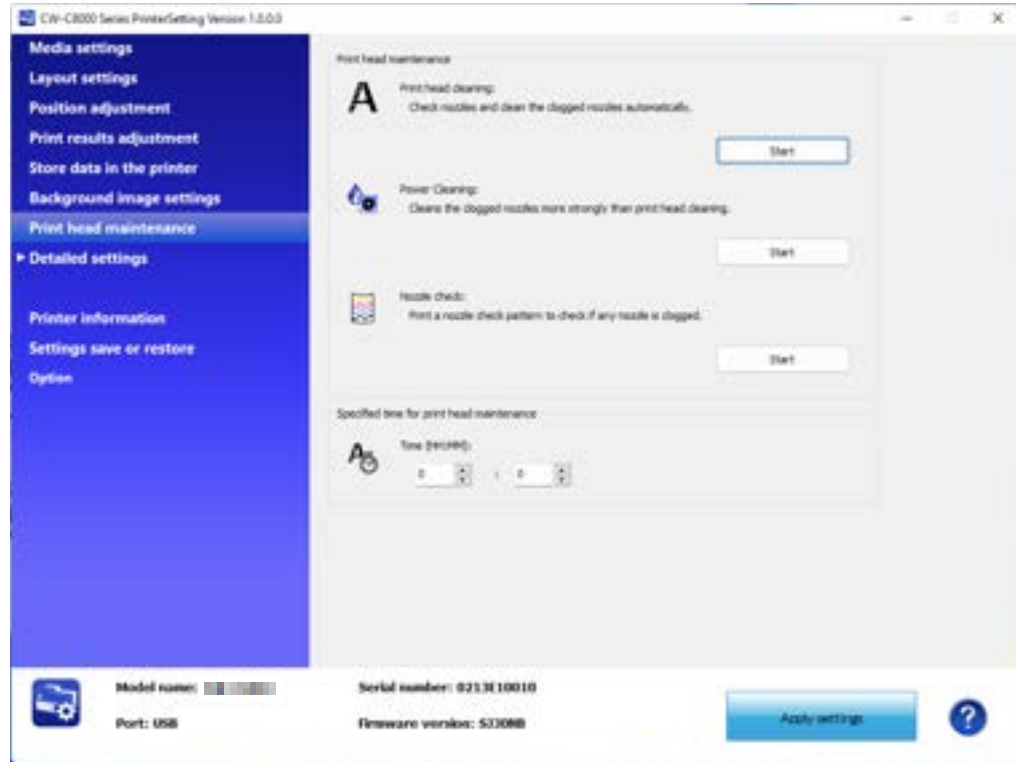 CW-C8000 Series PrinterSetting Version 1.0.0.0
Media settings
Layout settings
Position adjustment
Print results adjustment
Store data in the printer
Background image settings
Print head maintenance
Detailed settings
Printer information
Settings save or restore
Option
Print head maintenance
Print head cleaning:
Check nozzles and clean the clogged nozzles automatically.
Start
Power Cleaning:
Cleans the clogged nozzles more strongly than print head cleaning.
Start
Nozzle check:
Print a nozzle check pattern to check if any nozzle is clogged.
Start
Specified time for print head maintenance
Time [HH:MM]:
0 : 0
Model name:
Serial number: 0213E10010
Port: USB
Firmware version:
Apply settings